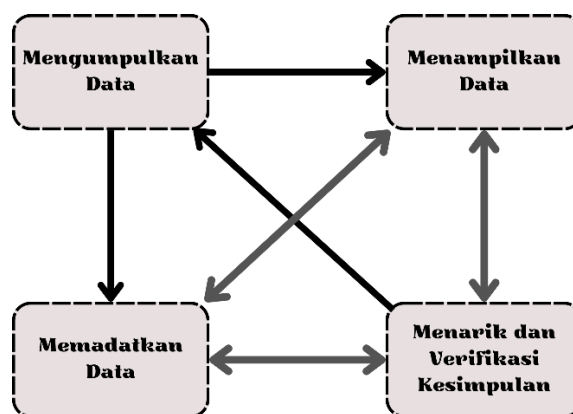 Mengumpulkan
Data
Menampilkan
Data
Memadatkan
Data
Menarik dan
Verifikasi
Kesimpulan